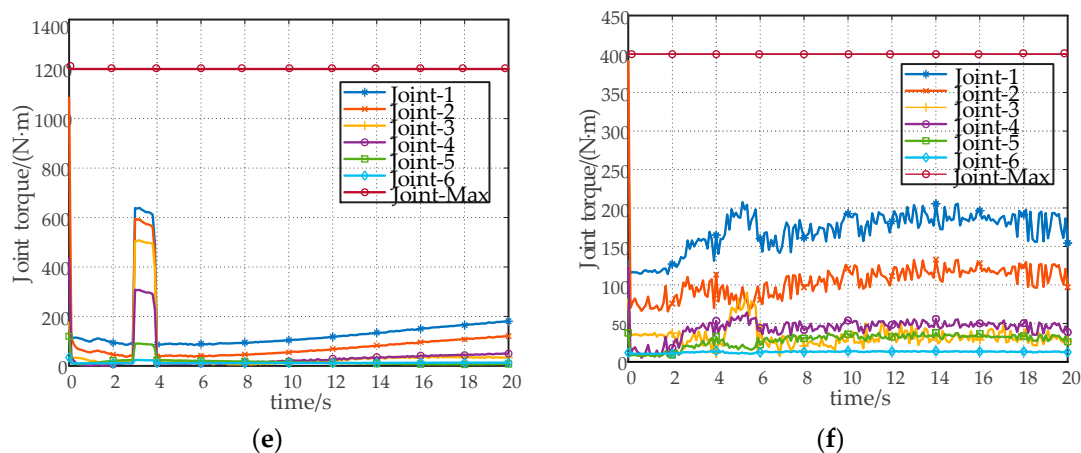 1400
1200
1000
800
600
400
200
0
Joint torque/(N·m)
Joint-1
Joint-2
Joint-3
Joint-4
Joint-5
Joint-6
Joint-Max
0 2 4 6 8 10 12 14 16 18 20
time/s
(e)
450
400
350
300
250
200
150
100
50
0
Joint torque/(N·m)
Joint-1
Joint-2
Joint-3
Joint-4
Joint-5
Joint-6
Joint-Max
0 2 4 6 8 10 12 14 16 18 20
time/s
(f)